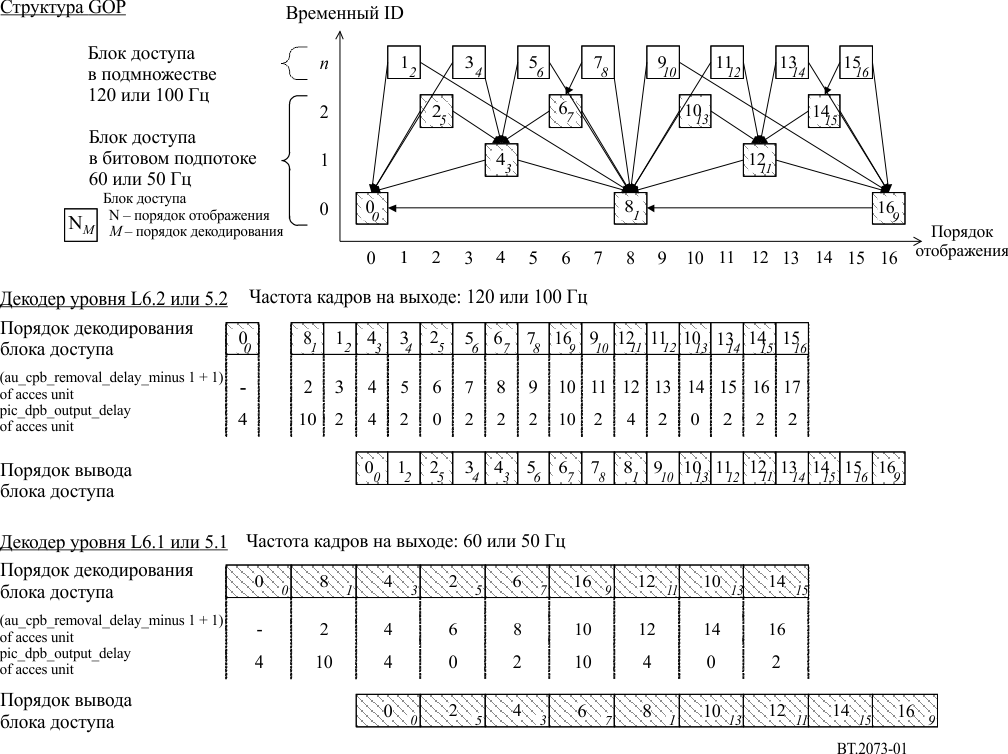 Структура GOP
Временный ID
Блок доступа
в подмножестве
120 или 100 Гц
n
1 2 3 4 5 6 7 8 9 10 11 12 13 14 15 16
Блок доступа
в битовом подпотоке
60 или 50 Гц
2
2 5 6 7 10 13 14 15
1
4 3 12 11
0
0 0 8 1 16 9
Блок доступа
N – порядок отображения
M – порядок декодирования
N M
0 1 2 3 4 5 6 7 8 9 10 11 12 13 14 15 16
Порядок
отображения
Декодер уровня L6.2 или 5.2 Частота кадров на выходе: 120 или 100 Гц
Порядок декодирования
блока доступа
0 0 8 1 1 2 4 3 3 4 2 5 5 6 6 7 7 8 16 9 9 10 12 11 11 12 10 13 13 14 14 15 15 16
(au_cpb_removal_delay_minus 1 + 1)
of acces unit
- 2 3 4 5 6 7 8 9 10 11 12 13 14 15 16 17
pic_dpb_output_delay
of acces unit
4 10 2 4 2 0 2 2 2 10 2 4 2 0 2 2 2
Порядок вывода
блока доступа
0 0 1 2 2 5 3 4 4 3 5 6 6 7 7 8 8 1 9 10 10 13 11 12 12 11 13 14 14 15 15 16 16 9
Декодер уровня L6.1 или 5.1 Частота кадров на выходе: 60 или 50 Гц
Порядок декодирования
блока доступа
0 0 8 1 4 3 2 5 6 7 16 9 12 11 10 13 14 15
(au_cpb_removal_delay_minus 1 + 1)
of acces unit
- 2 4 6 8 10 12 14 16
pic_dpb_output_delay
of acces unit
4 10 4 0 2 10 4 0 2
Порядок вывода
блока доступа
0 0 2 5 4 3 6 7 8 1 10 13 12 11 14 15 16 9
BT.2073-01